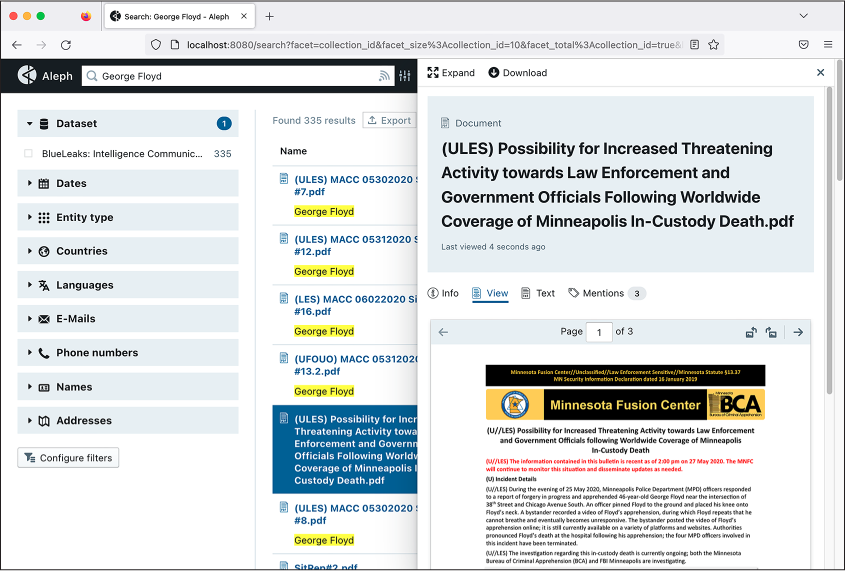 Search: George Floyd - Aleph
localhost:8080/search?facet=collection_id&facet_size%3Acollection_id=10&facet_total%3Acollection_id=true&
Aleph
George Floyd
Dataset
1
BlueLeaks: Intelligence Communic...
335
Dates
Entity type
Countries
Languages
E-Mails
Phone numbers
Names
Addresses
Configure filters
Found 335 results
Export
Name
(ULES) MACC 05302020 S
#7.pdf
George Floyd
(ULES) MACC 05312020 S
#12.pdf
George Floyd
(LES) MACC 06022020 Si
#16.pdf
George Floyd
(UFOUO) MACC 0531202
#13.2.pdf
George Floyd
(ULES) Possibility for Incr
Threatening Activity towa
Enforcement and Governm
Officials Following Worldw
Coverage of Minneapolis I
Custody Death.pdf
(ULES) MACC 05312020 S
#8.pdf
George Floyd
SitRep#2.pdf
Expand
Download
Document
(ULES) Possibility for Increased Threatening
Activity towards Law Enforcement and
Government Officials Following Worldwide
Coverage of Minneapolis In-Custody Death.pdf
Last viewed 4 seconds ago
Info
View
Text
Mentions
3
Page
1
of 3
Minnesota Fusion Center//Unclassified//Law Enforcement Sensitive//Minnesota Statute §13.37
MN Security Information Declaration dated 16 January 2019
Minnesota Fusion Center
Minnesota
BCA
Bureau of Criminal Apprehension
(U//LES) Possibility for Increased Threatening Activity towards Law Enforcement
and Government Officials following Worldwide Coverage of Minneapolis
In-Custody Death
(U//LES) The information contained in this bulletin is recent as of 2:00 pm on 27 May 2020. The MNFC
will continue to monitor this situation and disseminate updates as needed.
(U) Incident Details
(U//LES) During the evening of 25 May 2020, Minneapolis Police Department (MPD) officers responded
to a report of forgery in progress and apprehended 46-year-old George Floyd near the intersection of
38th Street and Chicago Avenue South. An officer pinned Floyd to the ground and placed his knee onto
Floyd's neck. A bystander recorded a video of Floyd's apprehension, during which Floyd repeats that he
cannot breathe and eventually becomes unresponsive. The bystander posted the video of Floyd's
apprehension online; it is still currently available on a variety of platforms and websites. Authorities
pronounced Floyd's death at the hospital following his apprehension; the four MPD officers involved in
this incident have been terminated.
(U//LES) The investigation regarding this in-custody death is currently ongoing; both the Minnesota
Bureau of Criminal Apprehension (BCA) and FBI Minneapolis are investigating.